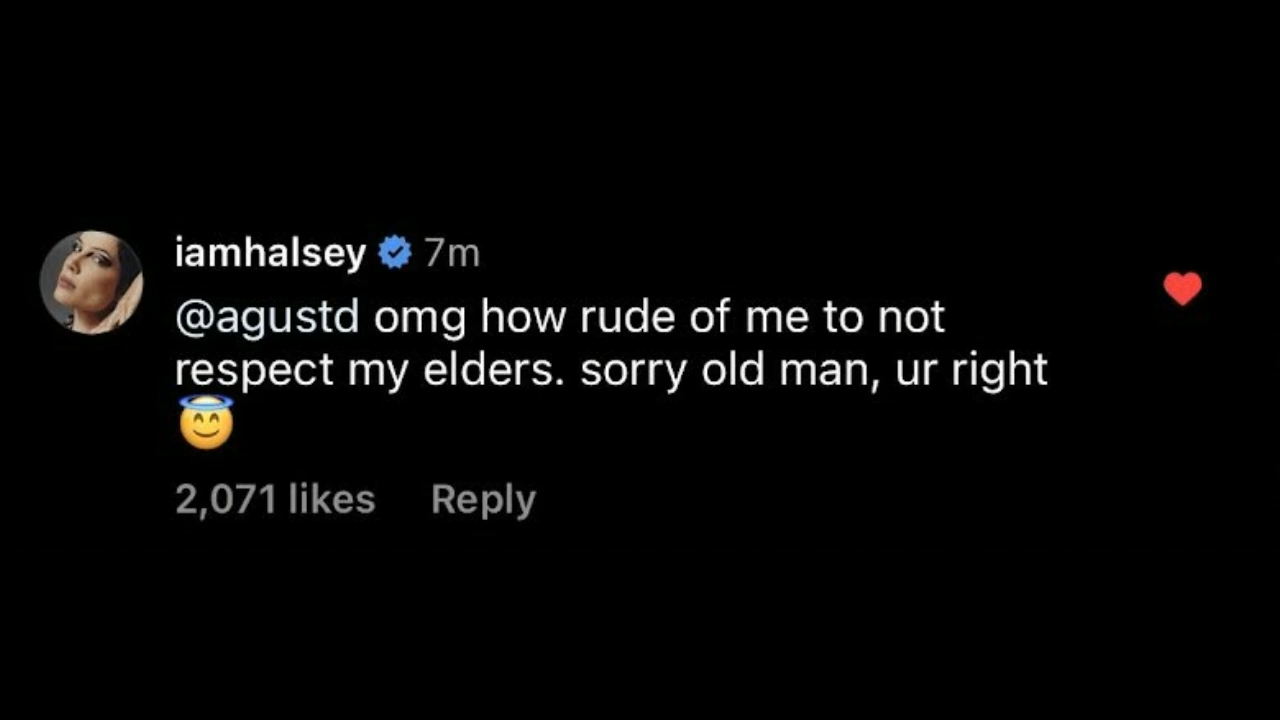 iamhalsey 7m
@agustd omg how rude of me to not
respect my elders. sorry old man, ur right
😇
2,071 likes Reply